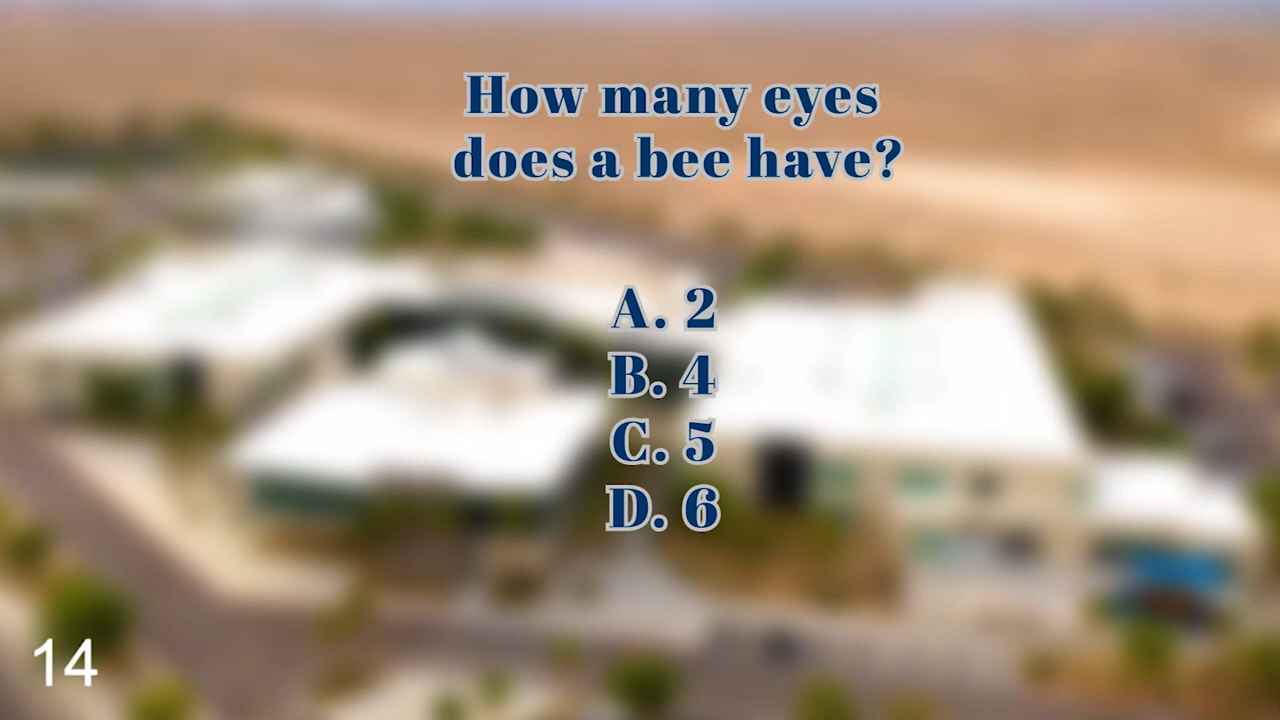 How many eyes
does a bee have?
A. 2
B. 4
C. 5
D. 6
14